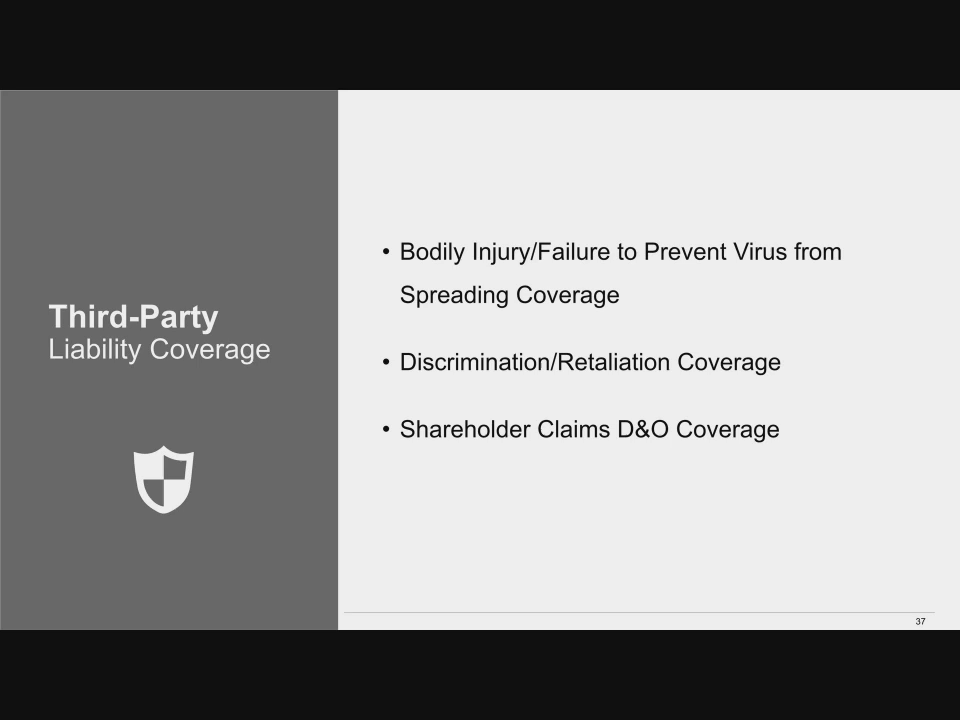 Third-Party
Liability Coverage
• Bodily Injury/Failure to Prevent Virus from
Spreading Coverage
• Discrimination/Retaliation Coverage
• Shareholder Claims D&O Coverage
37